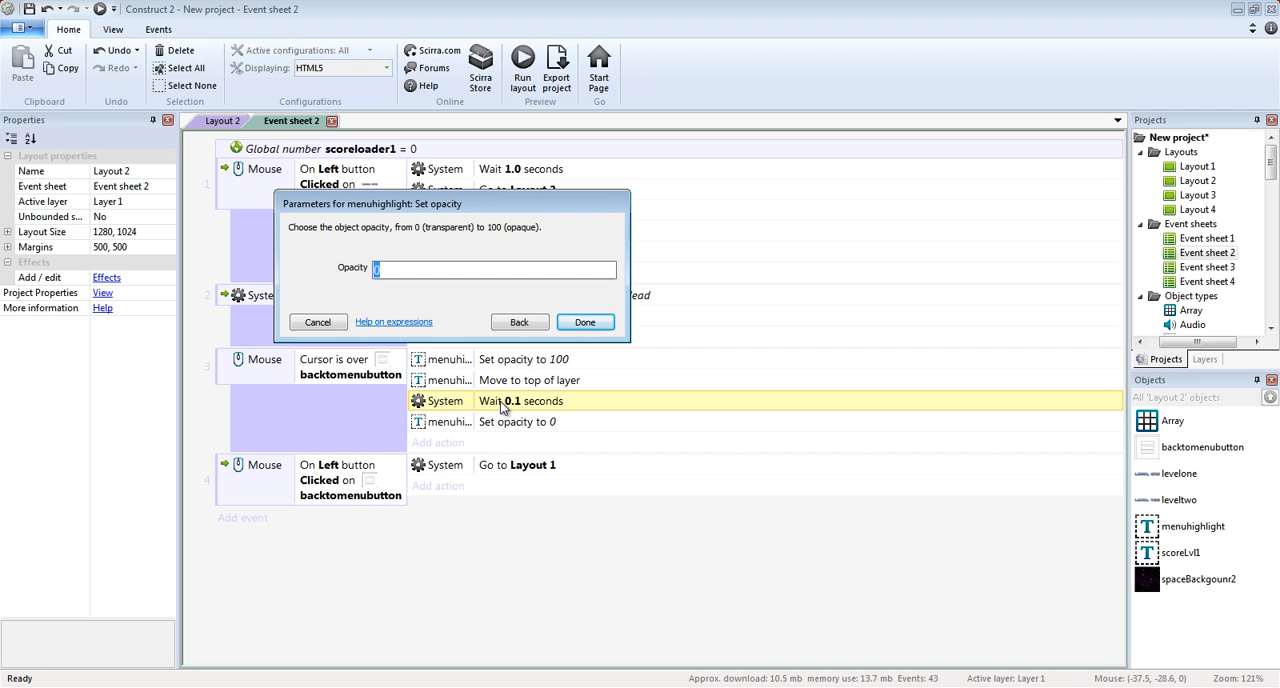 Construct 2 - New project - Event sheet 2
Home View Events
Paste
Cut
Copy
Clipboard
Undo
Redo
Undo
Delete
Select All
Select None
Selection
Active configurations: All
Displaying: HTML5
Configurations
Scirra.com
Forums
Help
Online
Scirra
Store
Run
layout
Export
project
Preview
Start
Page
Go
Properties
Layout properties
Name Layout 2
Event sheet Event sheet 2
Active layer Layer 1
Unbounded s... No
Layout Size 1280, 1024
Margins 500, 500
Effects
Add / edit Effects
Project Properties View
More information Help
Layout 2 Event sheet 2
Global number scoreloader1 = 0
1
Mouse On Left button
Clicked on
System Wait 1.0 seconds
Parameters for menuhighlight: Set opacity
Choose the object opacity, from 0 (transparent) to 100 (opaque).
Opacity 0
Cancel Help on expressions Back Done
2
Syste
ead
3
Mouse Cursor is over
backtomenubutton
T menuhi... Set opacity to 100
T menuhi... Move to top of layer
System Wait 0.1 seconds
T menuhi... Set opacity to 0
Add action
4
Mouse On Left button
Clicked on
backtomenubutton
System Go to Layout 1
Add action
Add event
Projects
New project*
Layouts
Layout 1
Layout 2
Layout 3
Layout 4
Event sheets
Event sheet 1
Event sheet 2
Event sheet 3
Event sheet 4
Object types
Array
Audio
Projects Layers
Objects
All 'Layout 2' objects
Array
backtomenubutton
levelone
leveltwo
T menuhighlight
T scoreLvl1
spaceBackgounr2
Ready
Approx. download: 10.5 mb memory use: 13.7 mb Events: 43 Active layer: Layer 1 Mouse: (-37.5, -28.6, 0) Zoom: 121%